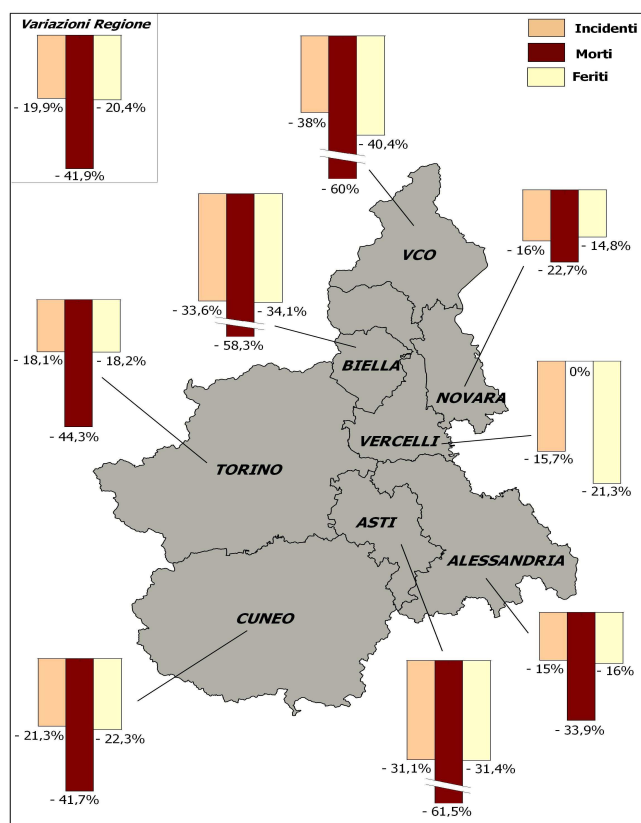 Variazioni Regione
- 19,9%
- 20,4%
- 41,9%
Incidenti
Morti
Feriti
- 38%
- 40,4%
- 60%
- 33,6%
- 34,1%
- 58,3%
- 16%
- 14,8%
- 22,7%
- 18,1%
- 18,2%
- 44,3%
0%
- 15,7%
- 21,3%
VCO
BIELLA
NOVARA
VERCELLI
TORINO
ASTI
ALESSANDRIA
CUNEO
- 15%
- 16%
- 33,9%
- 21,3%
- 22,3%
- 41,7%
- 31,1%
- 31,4%
- 61,5%